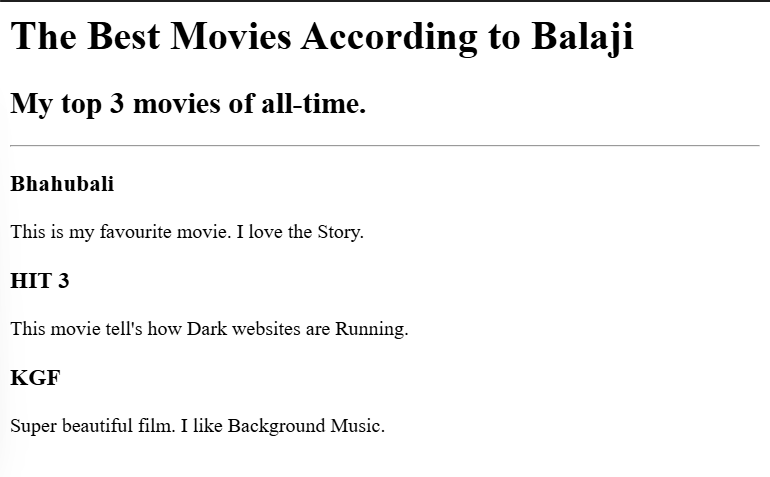 The Best Movies According to Balaji
My top 3 movies of all-time.
Bhahubali
This is my favourite movie. I love the Story.
HIT 3
This movie tell's how Dark websites are Running.
KGF
Super beautiful film. I like Background Music.